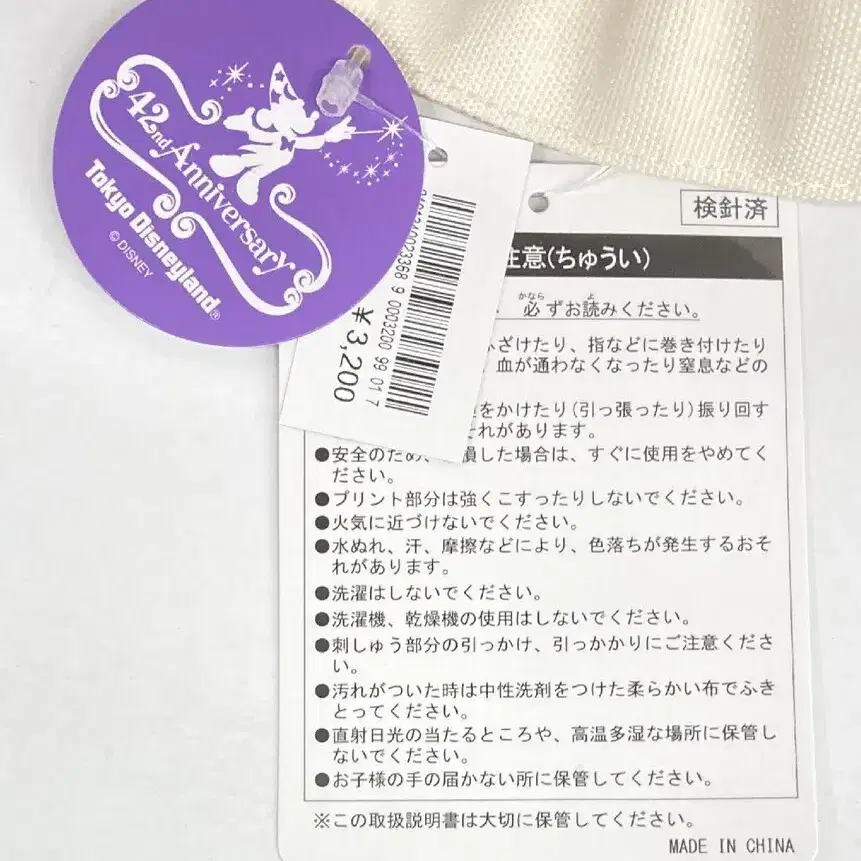 42nd Anniversary
Tokyo Disneyland®
© DISNEY
9 0003200 99 01 7
¥3,200
検針済
注意(ちゅうい)
必ずお読みください。
かなら よ
ふざけたり、指などに巻き付けたり
血が通わなくなったり窒息などの
をかけたり(引っ張ったり)振り回す
それがあります。
●安全のため、損した場合は、すぐに使用をやめてく
ださい。
●プリント部分は強くこすったりしないでください。
●火気に近づけないでください。
●水ぬれ、汗、摩擦などにより、色落ちが発生するおそ
れがあります。
●洗濯はしないでください。
●洗濯機、乾燥機の使用はしないでください。
●刺しゅう部分の引っかけ、引っかかりにご注意くださ
い。
●汚れがついた時は中性洗剤をつけた柔らかい布でふき
とってください。
●直射日光の当たるところや、高温多湿な場所に保管し
ないでください。
●お子様の手の届かない所に保管してください。
※この取扱説明書は大切に保管してください。
MADE IN CHINA